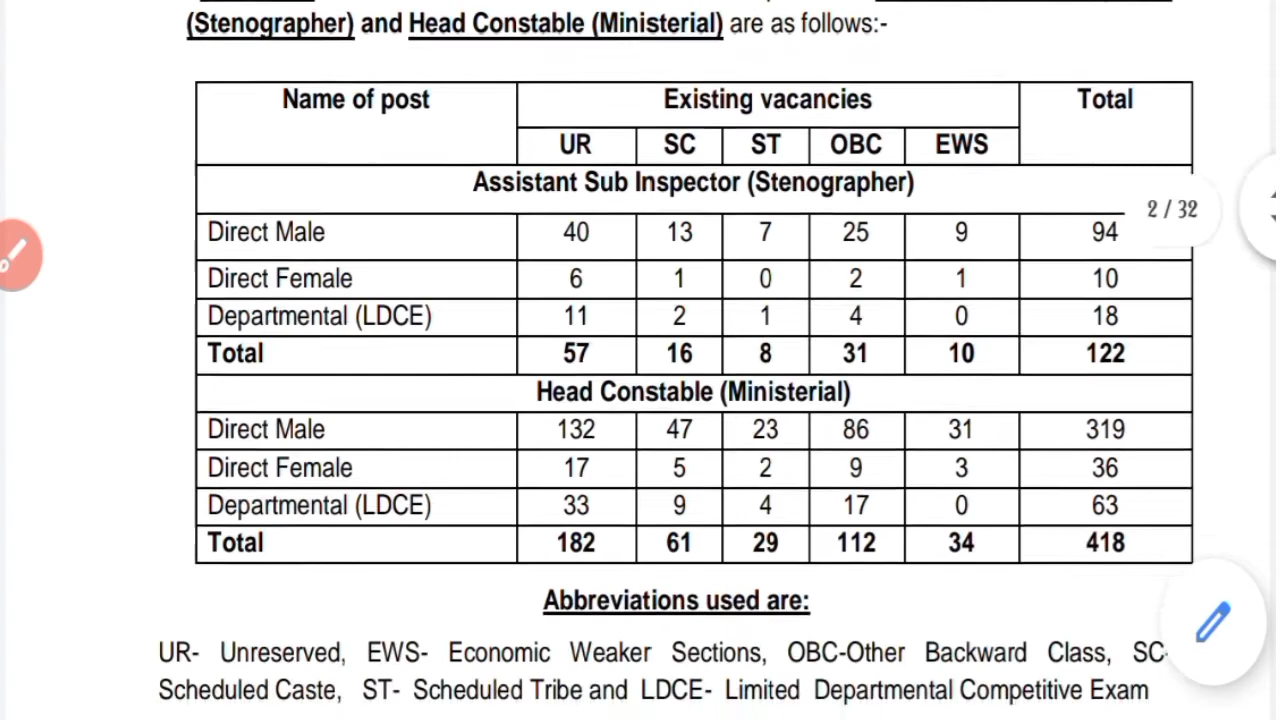 (Stenographer) and Head Constable (Ministerial) are as follows:-
Name of post Existing vacancies Total
UR SC ST OBC EWS
Assistant Sub Inspector (Stenographer)
2 / 32
Direct Male 40 13 7 25 9 94
Direct Female 6 1 0 2 1 10
Departmental (LDCE) 11 2 1 4 0 18
Total 57 16 8 31 10 122
Head Constable (Ministerial)
Direct Male 132 47 23 86 31 319
Direct Female 17 5 2 9 3 36
Departmental (LDCE) 33 9 4 17 0 63
Total 182 61 29 112 34 418
Abbreviations used are:
UR- Unreserved, EWS- Economic Weaker Sections, OBC-Other Backward Class, SC-
Scheduled Caste, ST- Scheduled Tribe and LDCE- Limited Departmental Competitive Exam